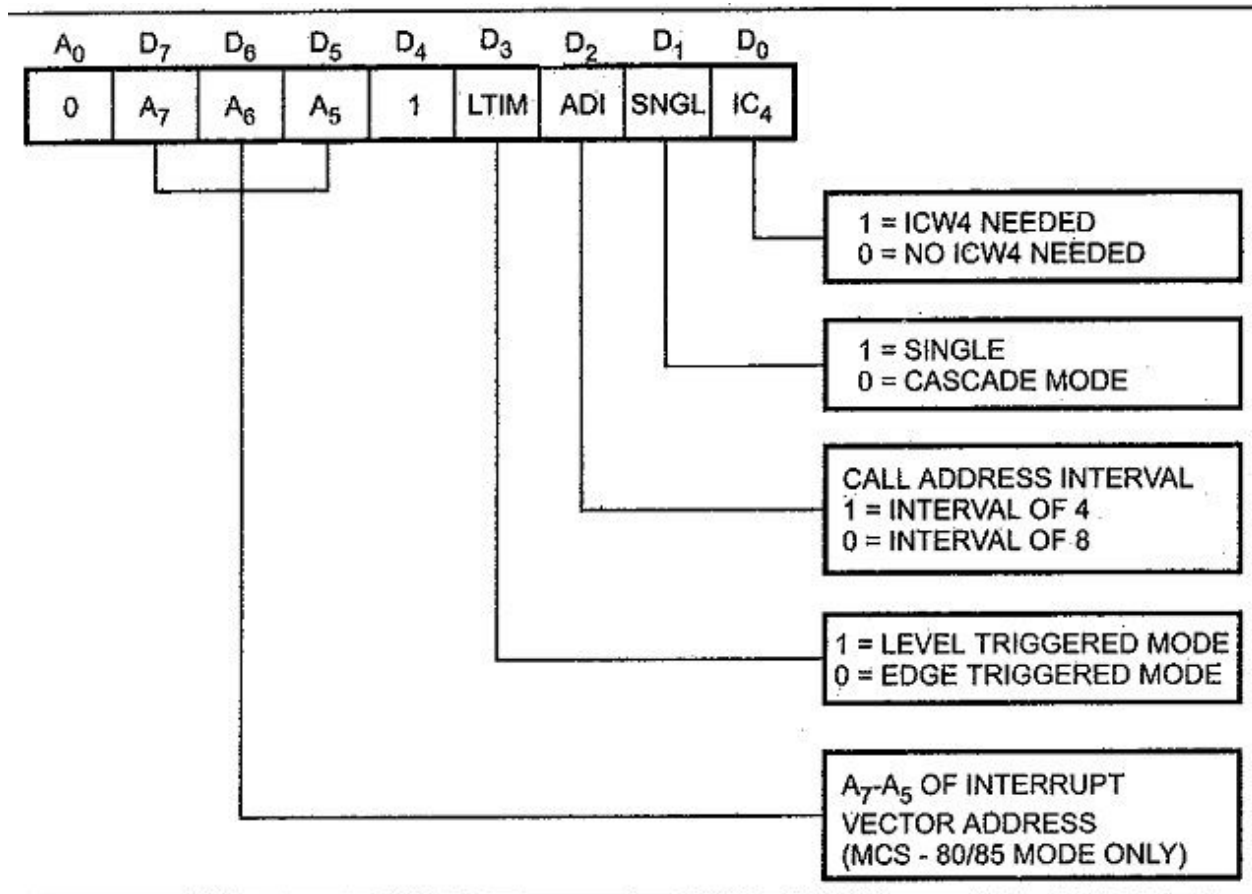 A₀ D₇ D₆ D₅ D₄ D₃ D₂ D₁ D₀
0 A₇ A₆ A₅ 1 LTIM ADI SNGL IC₄
1 = ICW4 NEEDED
0 = NO ICW4 NEEDED
1 = SINGLE
0 = CASCADE MODE
CALL ADDRESS INTERVAL
1 = INTERVAL OF 4
0 = INTERVAL OF 8
1 = LEVEL TRIGGERED MODE
0 = EDGE TRIGGERED MODE
A₇-A₅ OF INTERRUPT
VECTOR ADDRESS
(MCS - 80/85 MODE ONLY)